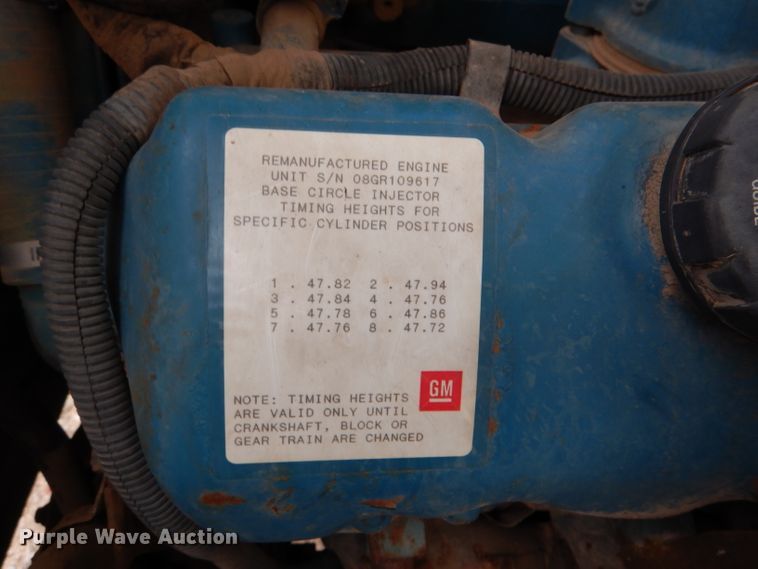 REMANUFACTURED ENGINE
UNIT S/N 08GR109617
BASE CIRCLE INJECTOR
TIMING HEIGHTS FOR
SPECIFIC CYLINDER POSITIONS
1 . 47.82 2 . 47.94
3 . 47.84 4 . 47.76
5 . 47.78 6 . 47.86
7 . 47.76 8 . 47.72
GM
NOTE: TIMING HEIGHTS
ARE VALID ONLY UNTIL
CRANKSHAFT, BLOCK OR
GEAR TRAIN ARE CHANGED
Purple Wave Auction